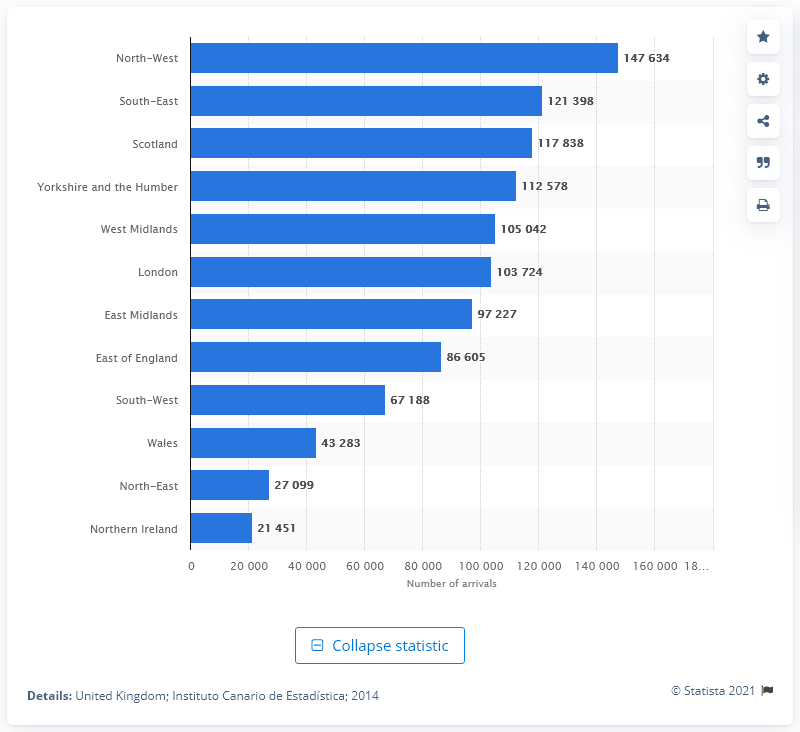 North-West 147 634
South-East 121 398
Scotland 117 838
Yorkshire and the Humber 112 578
West Midlands 105 042
London 103 724
East Midlands 97 227
East of England 86 605
South-West 67 188
Wales 43 283
North-East 27 099
Northern Ireland 21 451
0 20 000 40 000 60 000 80 000 100 000 120 000 140 000 160 000 18...
Number of arrivals
Collapse statistic
© Statista 2021
Details: United Kingdom; Instituto Canario de Estadística; 2014